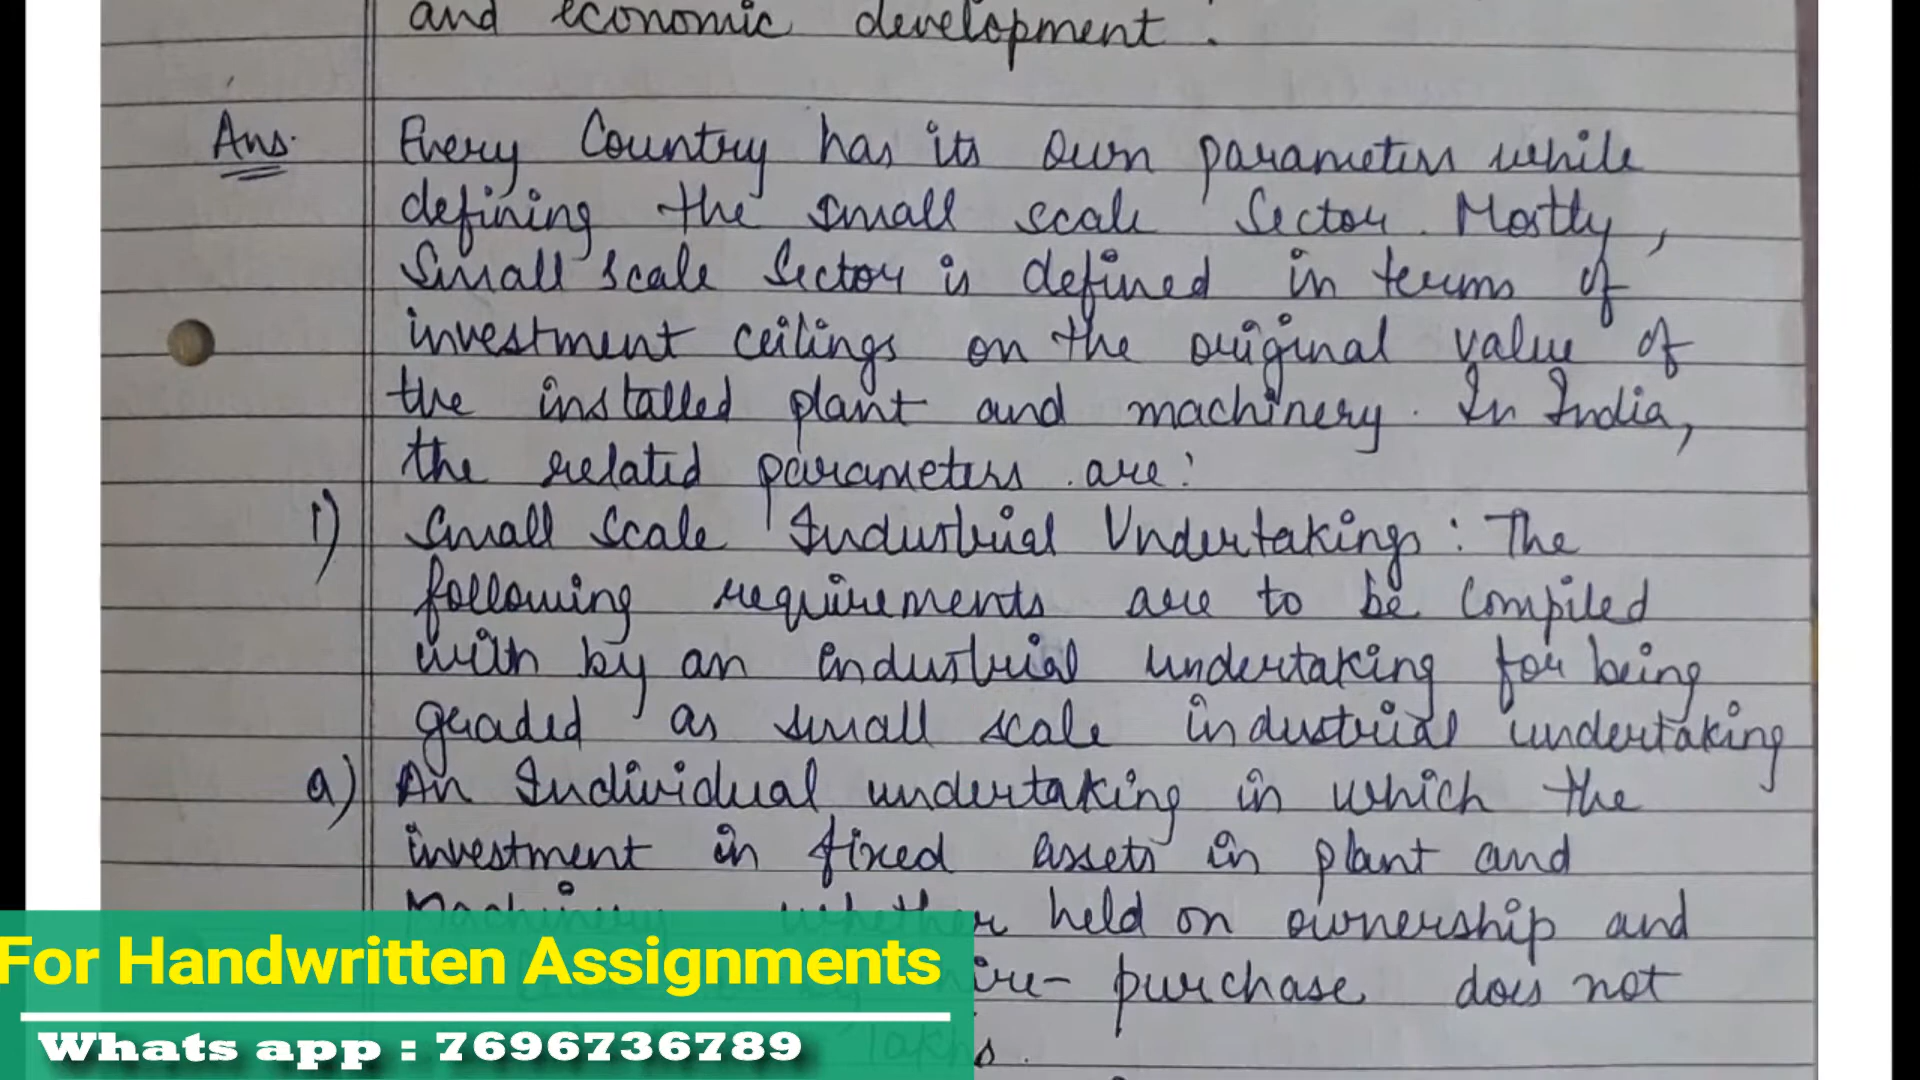 and economic development.
Ans. Every Country has its own parameters while
defining the small scale Sector. Mostly,
Small scale Sector is defined in terms of
investment ceilings on the original value of
the installed plant and machinery. In India,
the related parameters are:
1) Small Scale Industrial Undertakings: The
following requirements are to be Compiled
with by an industrial undertaking for being
graded as small scale industrial undertaking
a) An Individual undertaking in which the
investment in fixed assets in plant and
Machinery whether held on ownership and
hire- purchase does not
lakhs.
For Handwritten Assignments
Whats app : 7696736789